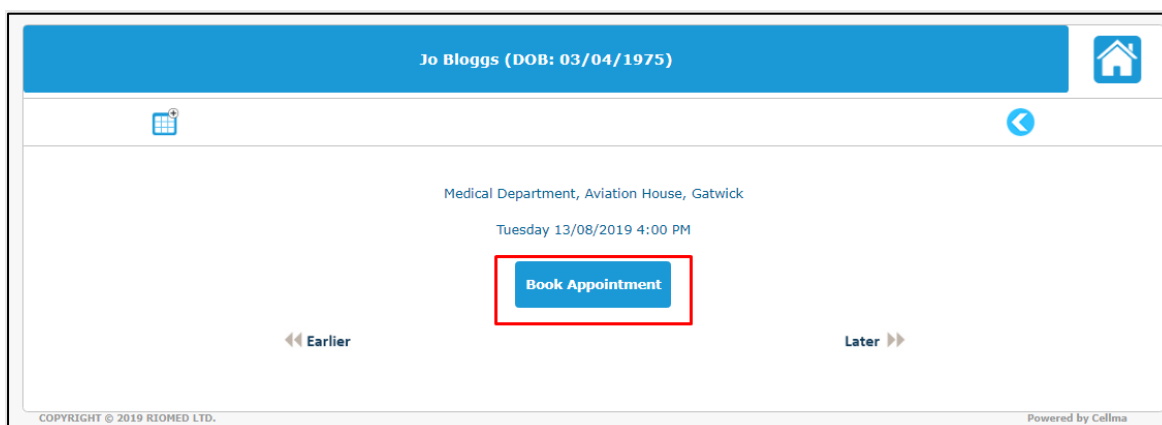 Jo Bloggs (DOB: 03/04/1975)
Medical Department, Aviation House, Gatwick
Tuesday 13/08/2019 4:00 PM
Book Appointment
Earlier
Later
COPYRIGHT © 2019 RIOMED LTD.
Powered by Cellma